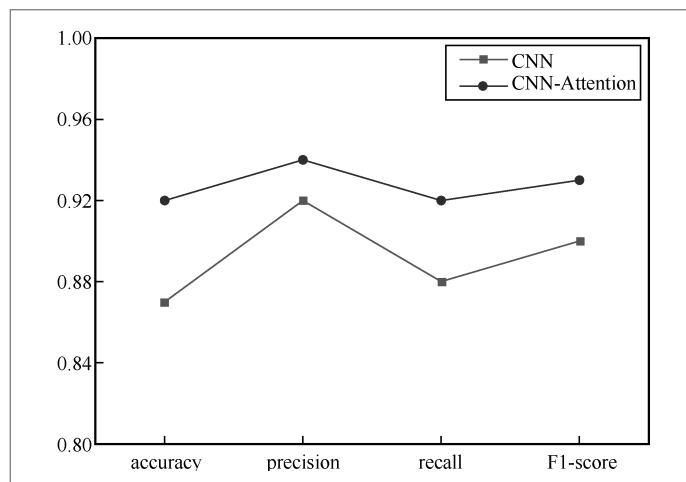 1.00
CNN
CNN-Attention
0.96
0.92
0.88
0.84
0.80
accuracy precision recall F1-score